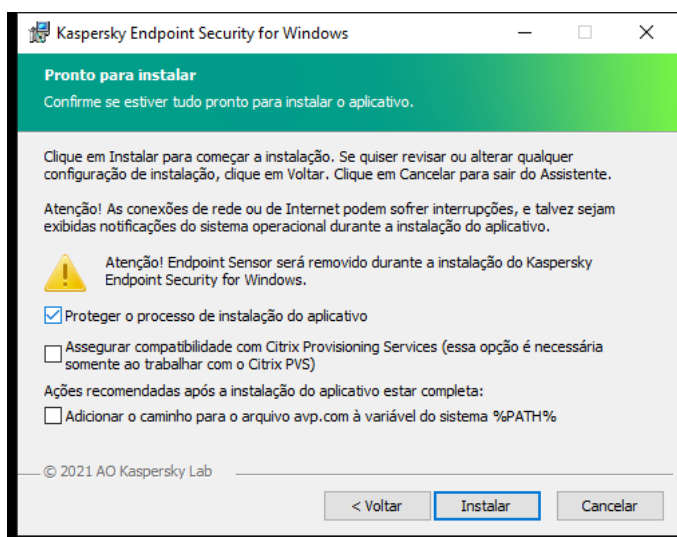 Kaspersky Endpoint Security for Windows
Pronto para instalar
Confirme se estiver tudo pronto para instalar o aplicativo.
Clique em Instalar para começar a instalação. Se quiser revisar ou alterar qualquer
configuração de instalação, clique em Voltar. Clique em Cancelar para sair do Assistente.
Atenção! As conexões de rede ou de Internet podem sofrer interrupções, e talvez sejam
exibidas notificações do sistema operacional durante a instalação do aplicativo.
Atenção! Endpoint Sensor será removido durante a instalação do Kaspersky
Endpoint Security for Windows.
Proteger o processo de instalação do aplicativo
Assegurar compatibilidade com Citrix Provisioning Services (essa opção é necessária
somente ao trabalhar com o Citrix PVS)
Ações recomendadas após a instalação do aplicativo estar completa:
Adicionar o caminho para o arquivo avp.com à variável do sistema %PATH%
© 2021 AO Kaspersky Lab
< Voltar
Instalar
Cancelar